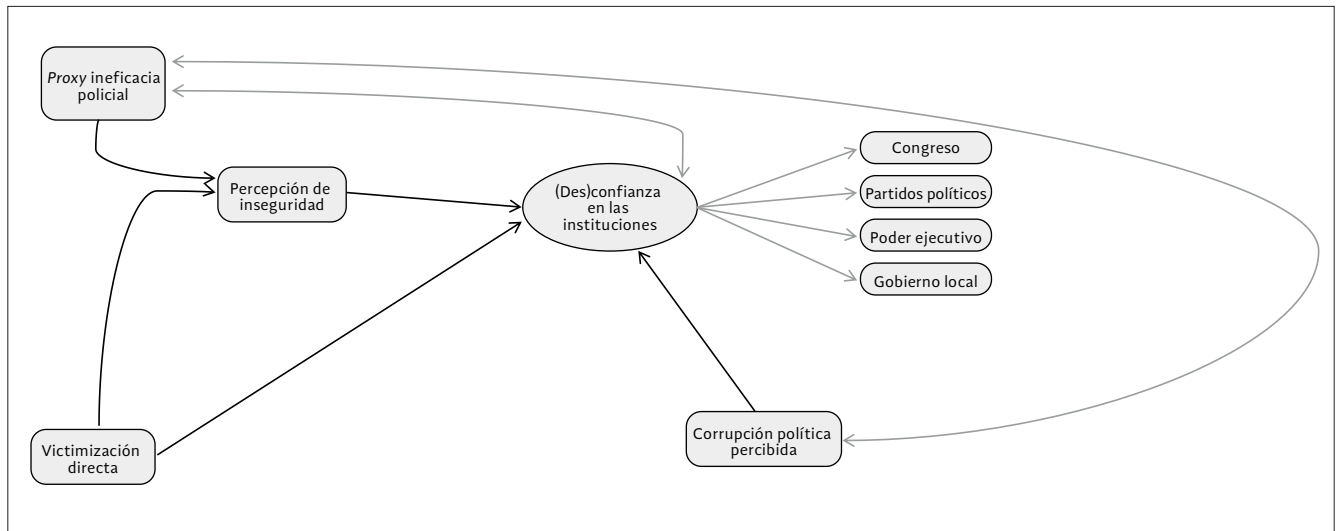 Proxy ineficacia
policial
Percepción de
inseguridad
(Des)confianza
en las
instituciones
Congreso
Partidos políticos
Poder ejecutivo
Gobierno local
Victimización
directa
Corrupción política
percibida